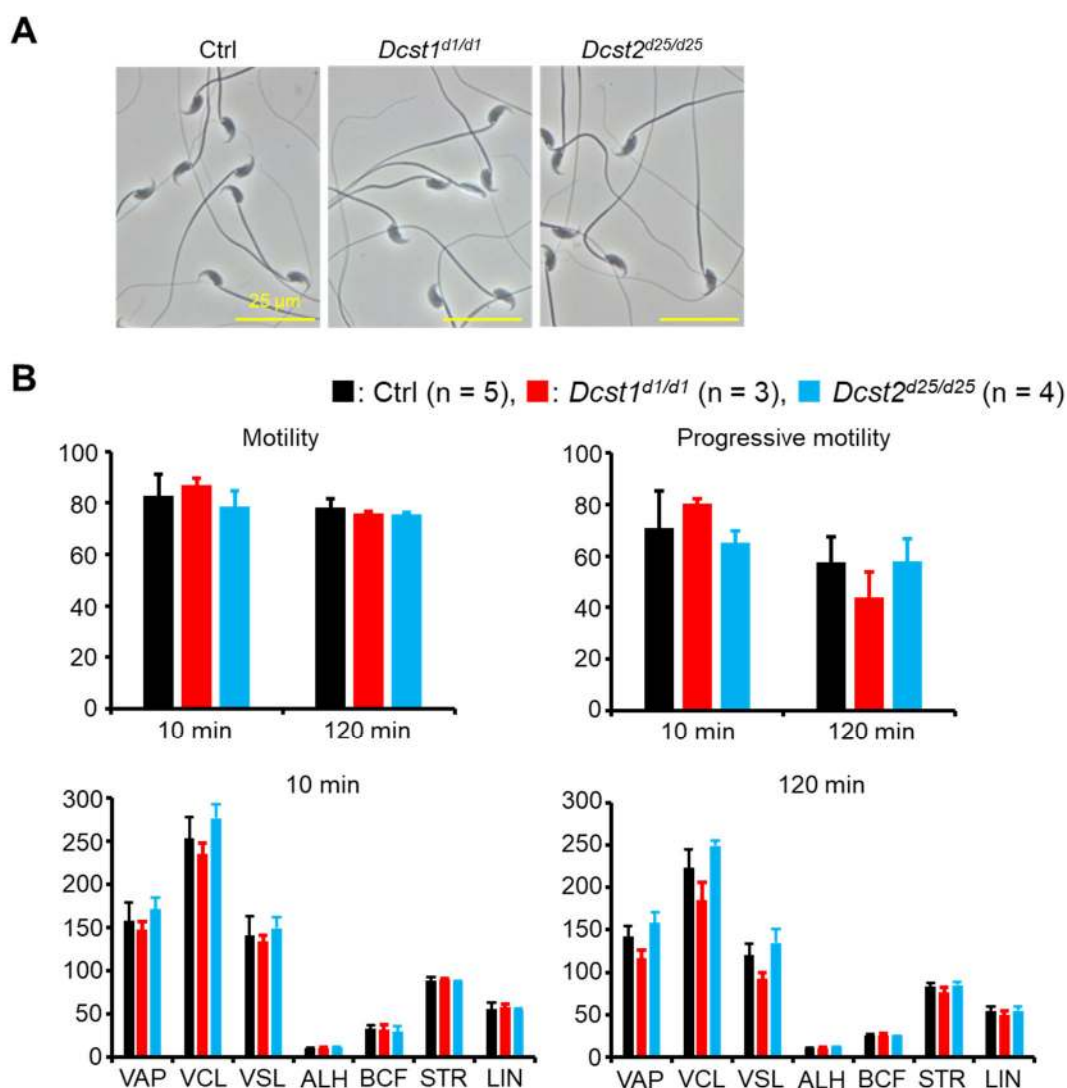 A
Ctrl
Dcst1d1/d1
Dcst2d25/d25
25 μm
B
: Ctrl (n = 5), : Dcst1d1/d1 (n = 3), Dcst2d25/d25 (n = 4)
Motility
100
80
60
40
20
0
10 min
120 min
Progressive motility
100
80
60
40
20
0
10 min
120 min
10 min
300
250
200
150
100
50
0
VAP VCL VSL ALH BCF STR LIN
120 min
300
250
200
150
100
50
0
VAP VCL VSL ALH BCF STR LIN